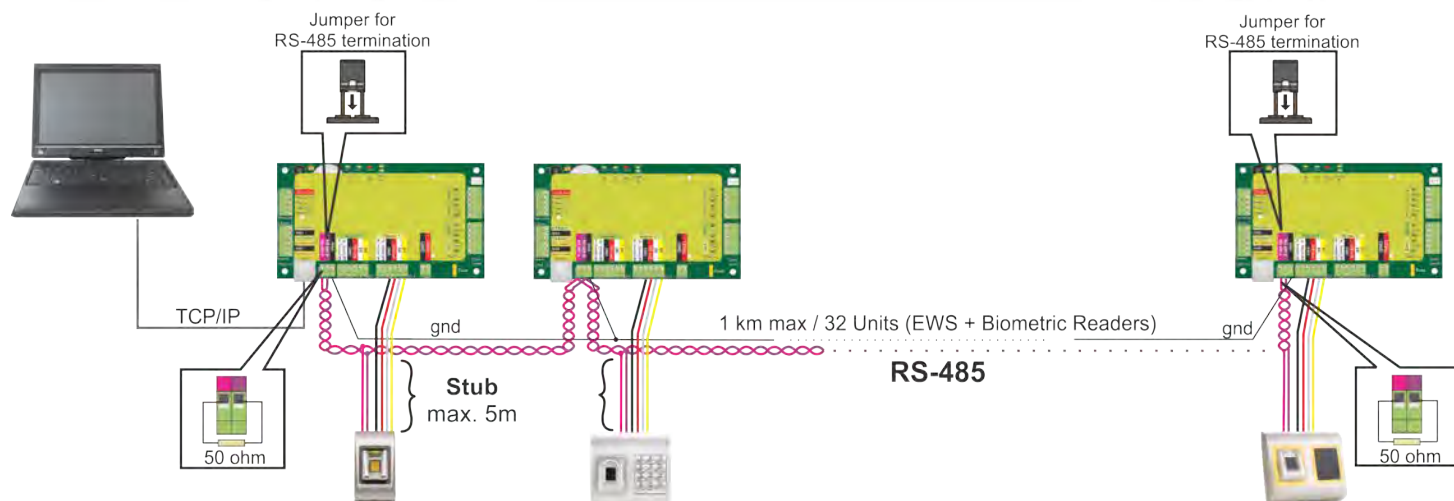 Jumper for
RS-485 termination
Jumper for
RS-485 termination
TCP/IP
gnd
1 km max / 32 Units (EWS + Biometric Readers)
gnd
RS-485
Stub
max. 5m
50 ohm
50 ohm